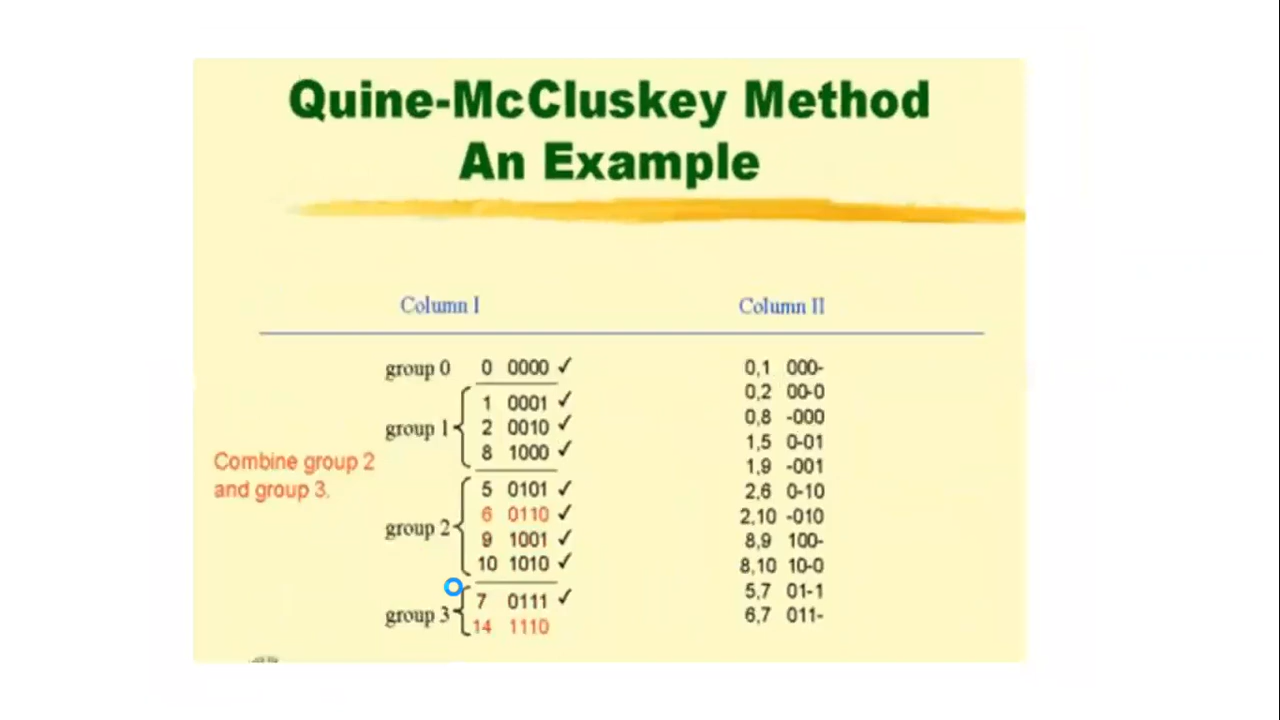 Quine-McCluskey Method
An Example
Column I
Column II
group 0 0 0000 ✓
group 1 1 0001 ✓
2 0010 ✓
8 1000 ✓
Combine group 2
and group 3.
group 2 5 0101 ✓
6 0110 ✓
9 1001 ✓
10 1010 ✓
group 3 7 0111 ✓
14 1110
0,1 000-
0,2 00-0
0,8 -000
1,5 0-01
1,9 -001
2,6 0-10
2,10 -010
8,9 100-
8,10 10-0
5,7 01-1
6,7 011-